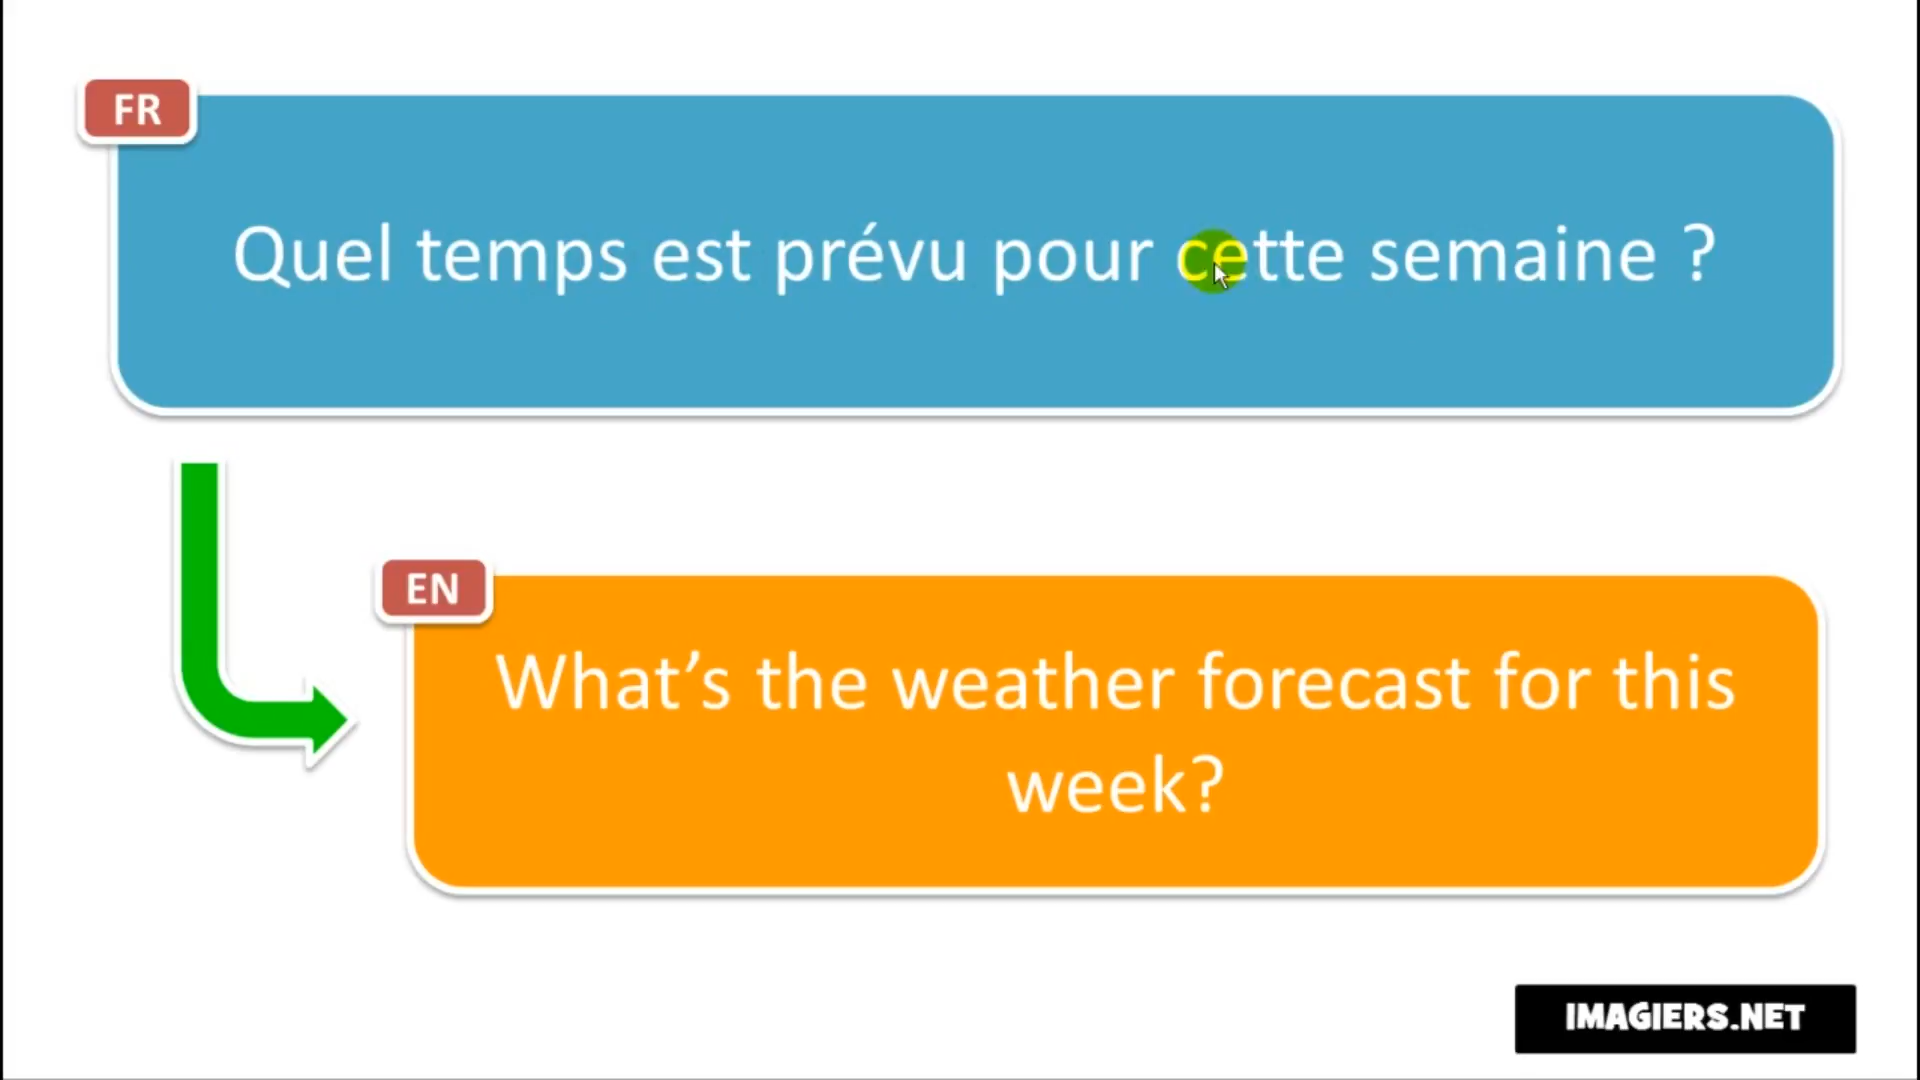 FR
Quel temps est prévu pour cette semaine ?
EN
What’s the weather forecast for this
week?
IMAGIERS.NET